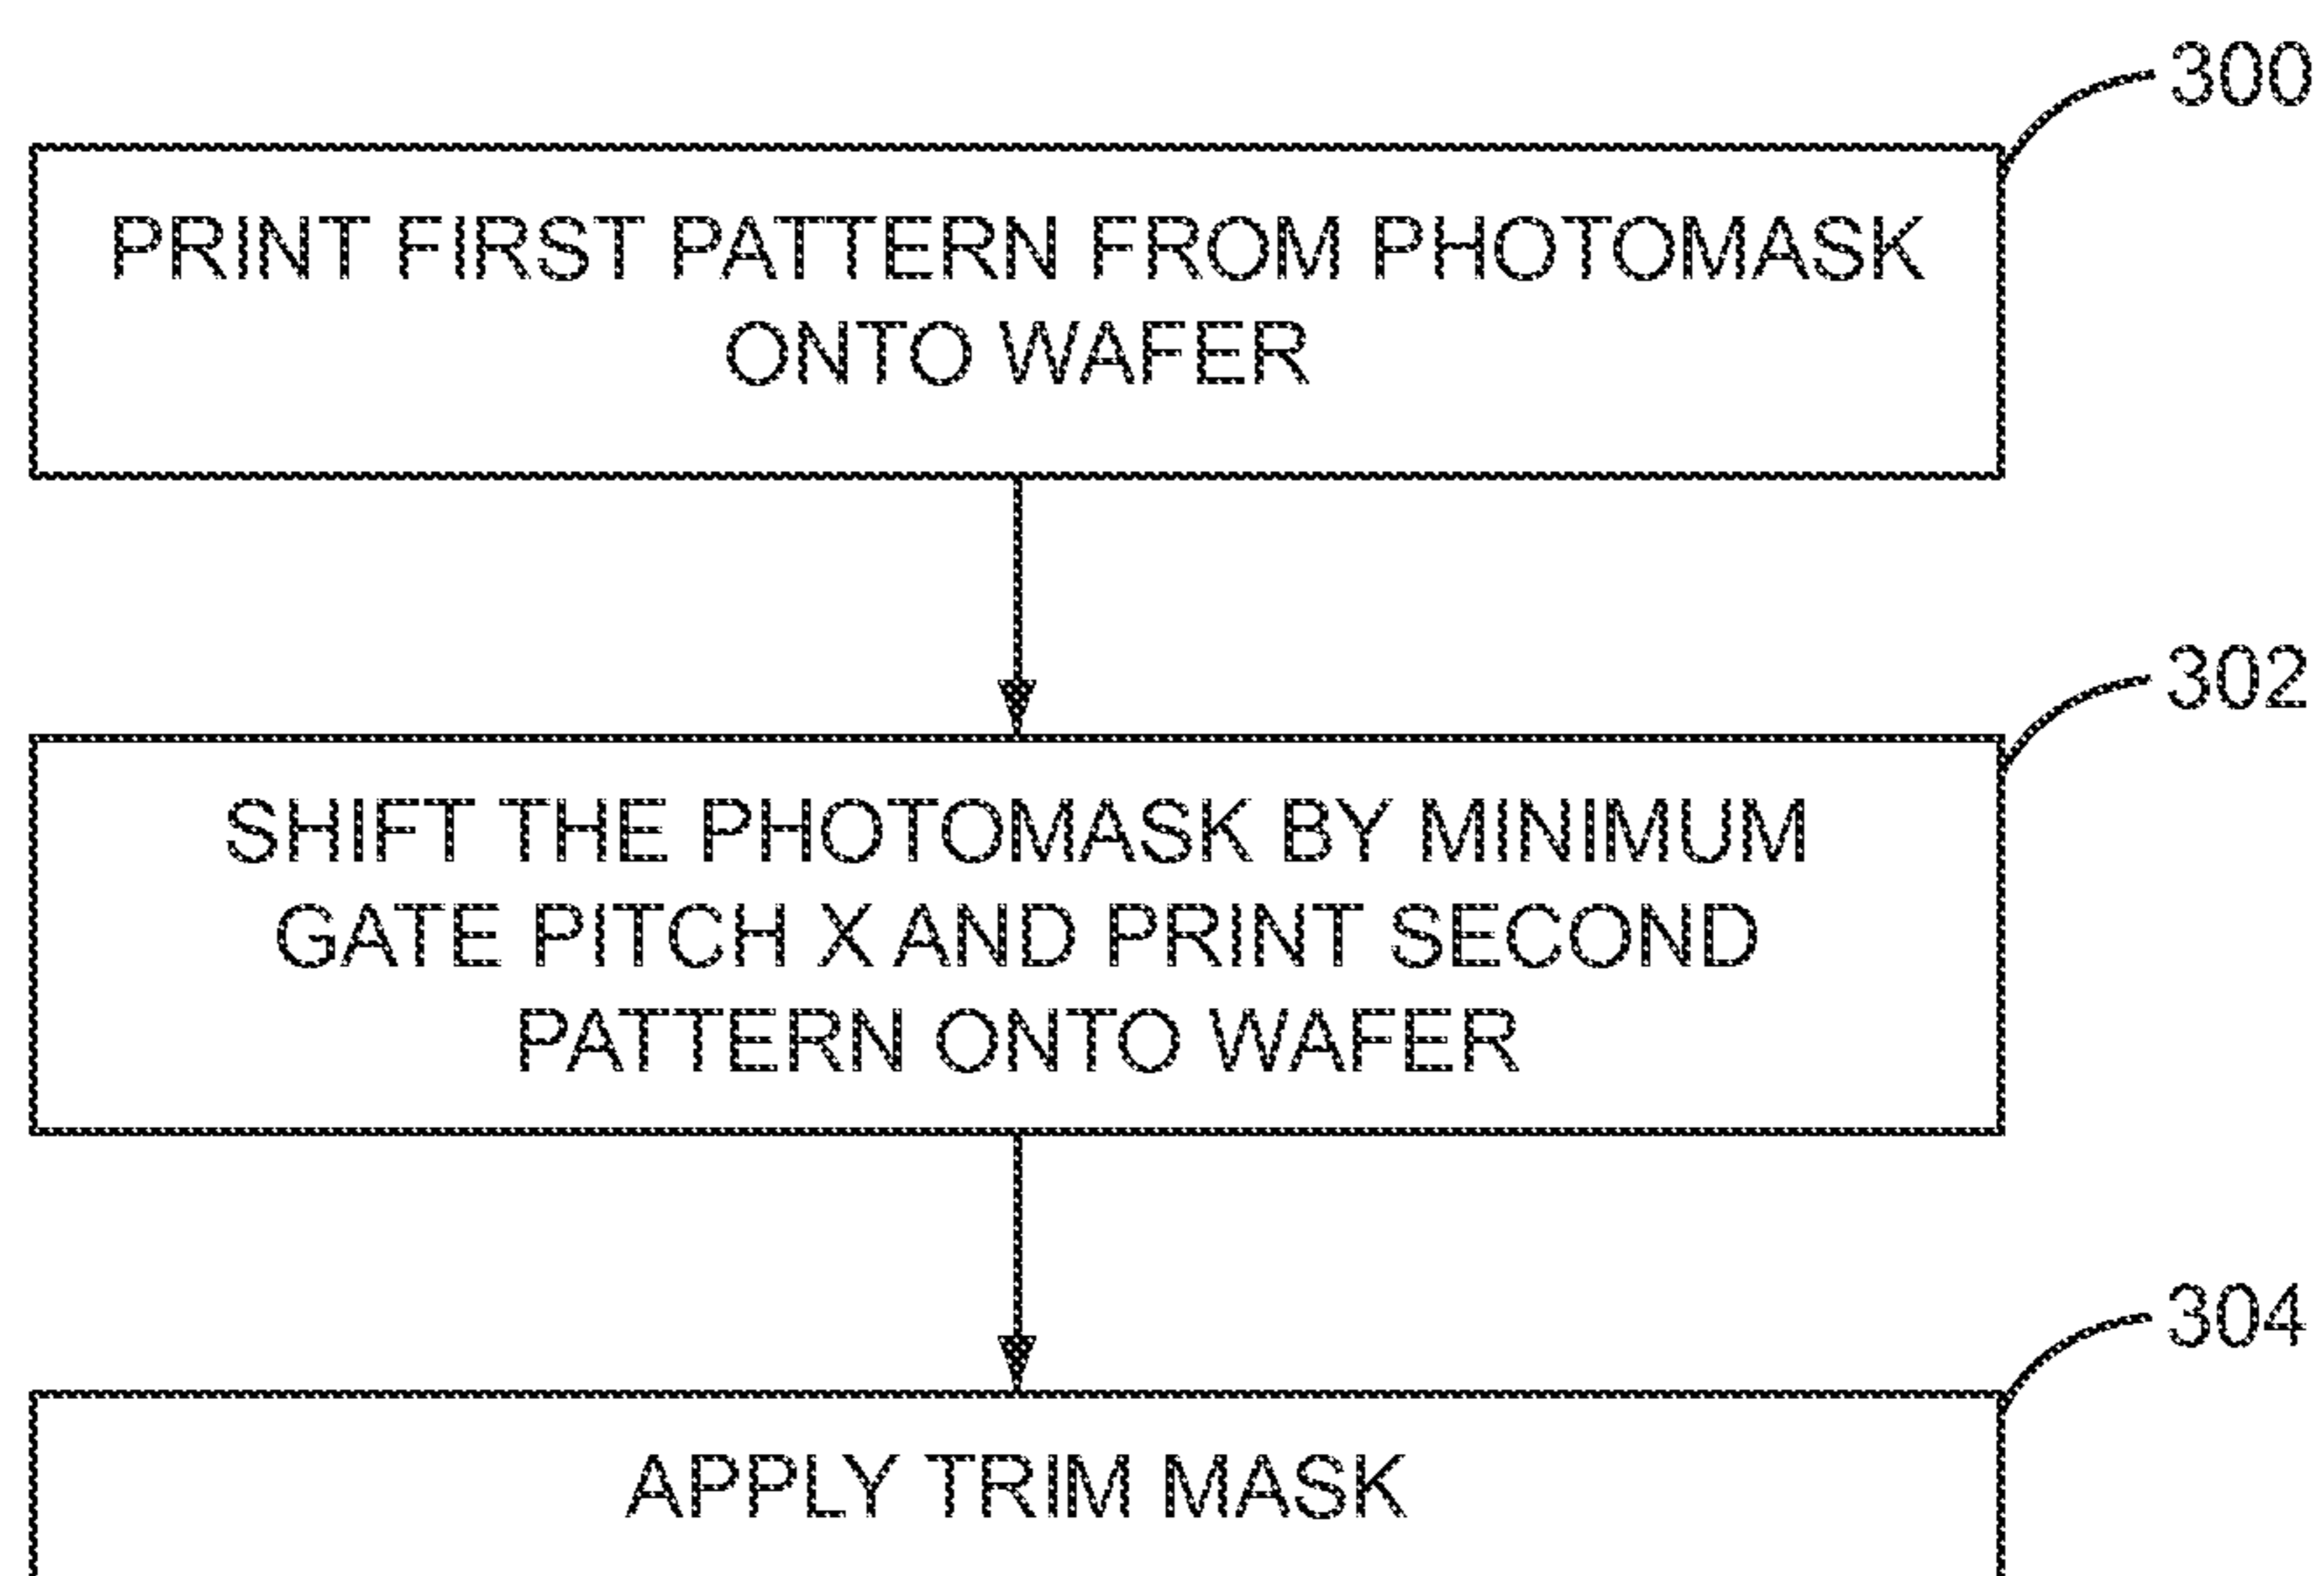 300
PRINT FIRST PATTERN FROM PHOTOMASK
ONTO WAFER
302
SHIFT THE PHOTOMASK BY MINIMUM
GATE PITCH X AND PRINT SECOND
PATTERN ONTO WAFER
304
APPLY TRIM MASK